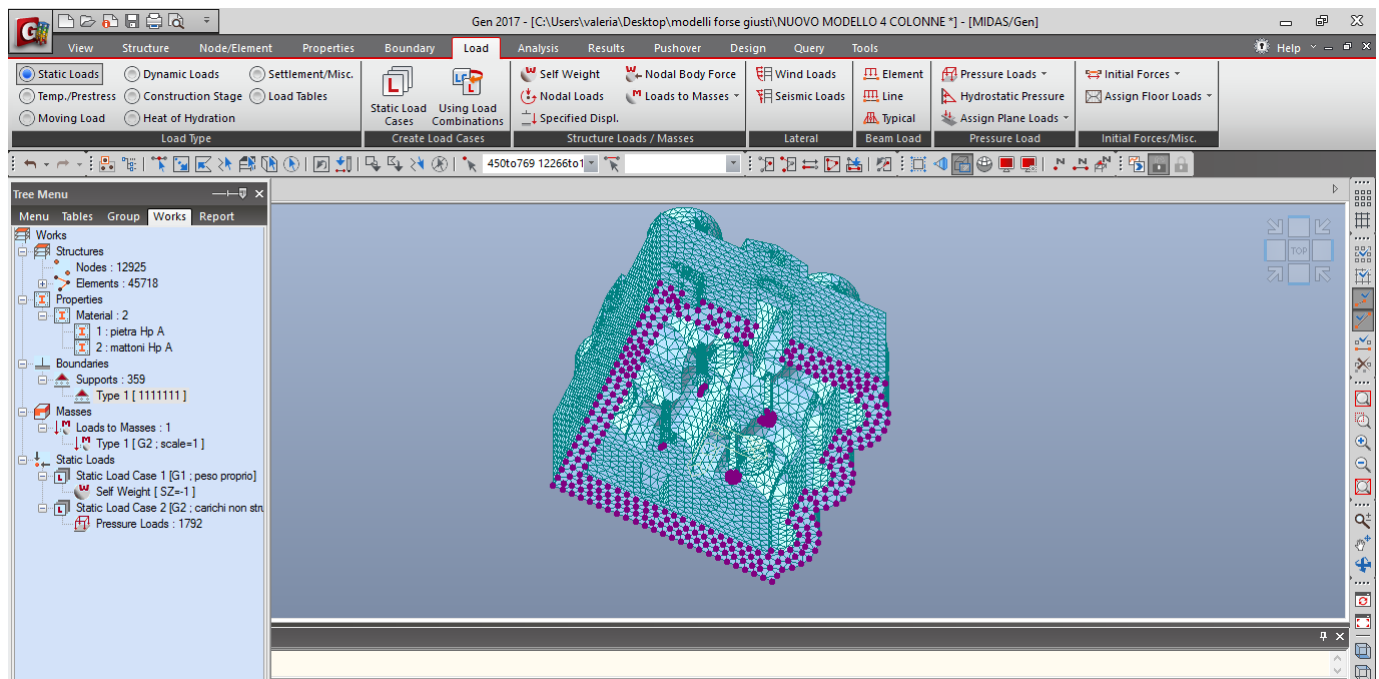 Gen 2017 - [C:\Users\valeria\Desktop\modelli forse giusti\NUOVO MODELLO 4 COLONNE *] - [MIDAS/Gen]
View Structure Node/Element Properties Boundary Load Analysis Results Pushover Design Query Tools Help
Static Loads Dynamic Loads Settlement/Misc.
Temp./Prestress Construction Stage Load Tables
Moving Load Heat of Hydration
Load Type
Static Load Cases
Using Load Combinations
Create Load Cases
Self Weight Nodal Body Force
Nodal Loads Loads to Masses
Specified Displ.
Structure Loads / Masses
Wind Loads
Seismic Loads
Lateral
Element
Line
Typical
Beam Load
Pressure Loads
Hydrostatic Pressure
Assign Plane Loads
Pressure Load
Initial Forces
Assign Floor Loads
Initial Forces/Misc.
450to769 12266to1
Tree Menu
Menu Tables Group Works Report
Works
Structures
Nodes : 12925
Elements : 45718
Properties
Material : 2
1 : pietra Hp A
2 : mattoni Hp A
Boundaries
Supports : 359
Type 1 [ 1111111 ]
Masses
Loads to Masses : 1
Type 1 [ G2 ; scale=1 ]
Static Loads
Static Load Case 1 [G1 ; peso proprio]
Self Weight [ SZ=-1 ]
Static Load Case 2 [G2 ; carichi non stru
Pressure Loads : 1792
TOP